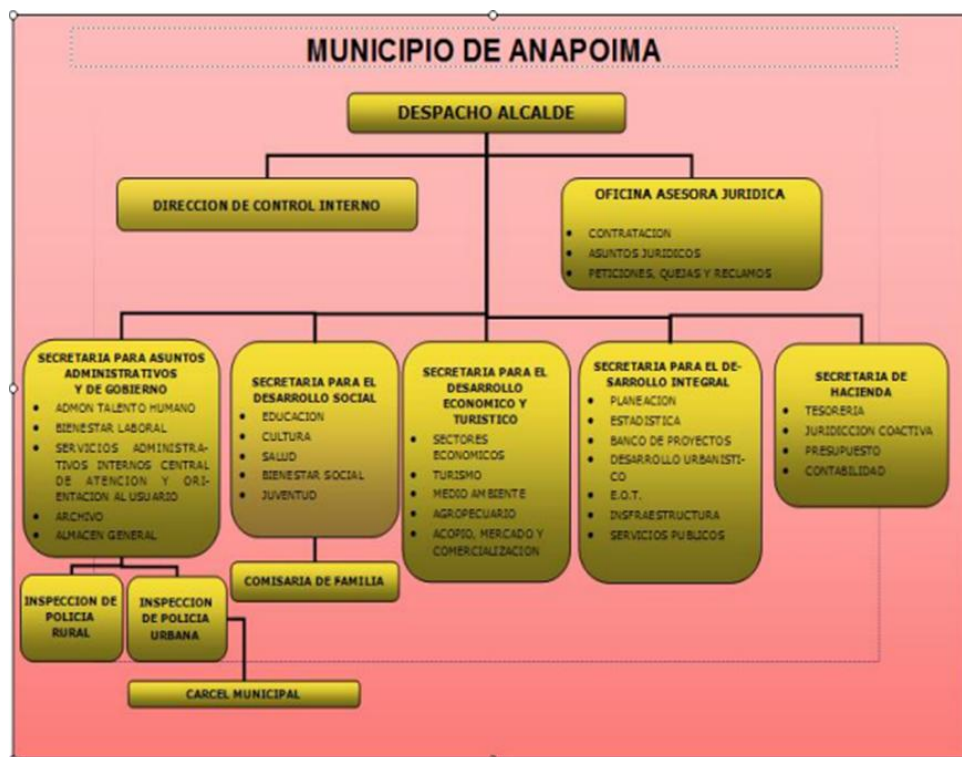 MUNICIPIO DE ANAPOIMA
DESPACHO ALCALDE
DIRECCION DE CONTROL INTERNO
OFICINA ASESORA JURIDICA
• CONTRATACION
• ASUNTOS JURIDICOS
• PETICIONES, QUEJAS Y RECLAMOS
SECRETARIA PARA ASUNTOS
ADMINISTRATIVOS
Y DE GOBIERNO
• ADMON TALENTO HUMANO
• BIENESTAR LABORAL
• SERVICIOS ADMINISTRA-
TIVOS INTERNOS CENTRAL
DE ATENCION Y ORI-
ENTACION AL USUARIO
• ARCHIVO
• ALMACEN GENERAL
SECRETARIA PARA EL
DESARROLLO SOCIAL
• EDUCACION
• CULTURA
• SALUD
• BIENESTAR SOCIAL
• JUVENTUD
SECRETARIA PARA EL
DESARROLLO
ECONOMICO Y
TURISTICO
• SECTORES
ECONOMICOS
• TURISMO
• MEDIO AMBIENTE
• AGROPECUARIO
• ACOPIO, MERCADO Y
COMERCIALIZACION
SECRETARIA PARA EL DE-
SARROLLO INTEGRAL
• PLANEACION
• ESTADISTICA
• BANCO DE PROYECTOS
• DESARROLLO URBANISTI-
CO
• E.O.T.
• INSFRAESTRUCTURA
• SERVICIOS PUBLICOS
SECRETARIA DE
HACIENDA
• TESORERIA
• JURIDICCION COACTIVA
• PRESUPUESTO
• CONTABILIDAD
INSPECCION DE
POLICIA
RURAL
INSPECCION
DE POLICIA
URBANA
COMISARIA DE FAMILIA
CARCEL MUNICIPAL